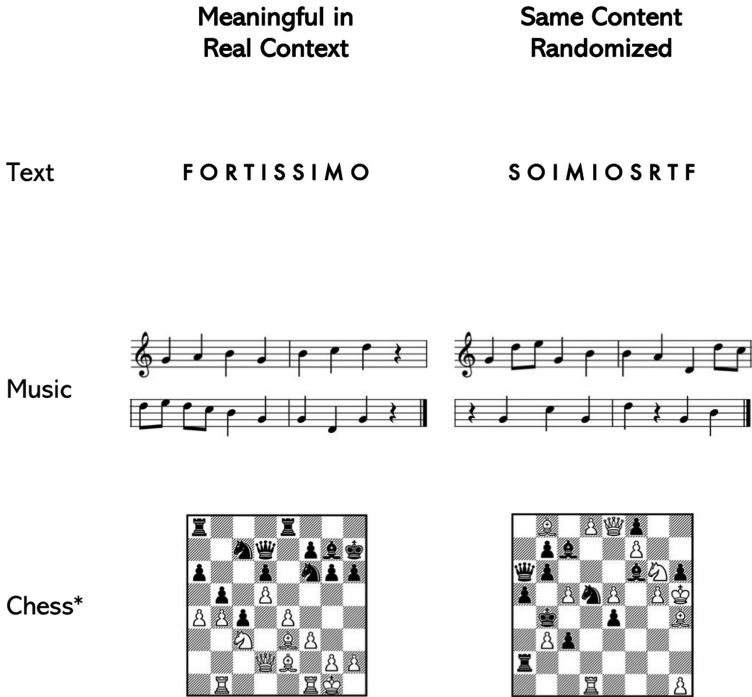 Meaningful in
Real Context
Same Content
Randomized
Text
F O R T I S S I M O
S O I M I O S R T F
Music
Chess*